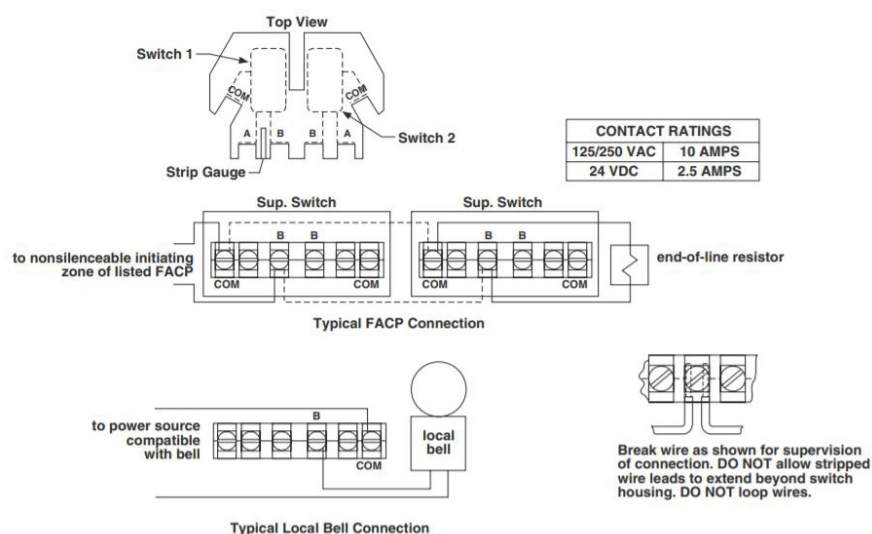 Top View
Switch 1
COM
COM
A
B
B
A
Switch 2
Strip Gauge
CONTACT RATINGS
125/250 VAC 10 AMPS
24 VDC 2.5 AMPS
Sup. Switch
Sup. Switch
B B
B B
to nonsilenceable initiating
zone of listed FACP
end-of-line resistor
COM COM
COM COM
Typical FACP Connection
B
to power source
compatible
with bell
local
bell
COM
Break wire as shown for supervision
of connection. DO NOT allow stripped
wire leads to extend beyond switch
housing. DO NOT loop wires.
Typical Local Bell Connection